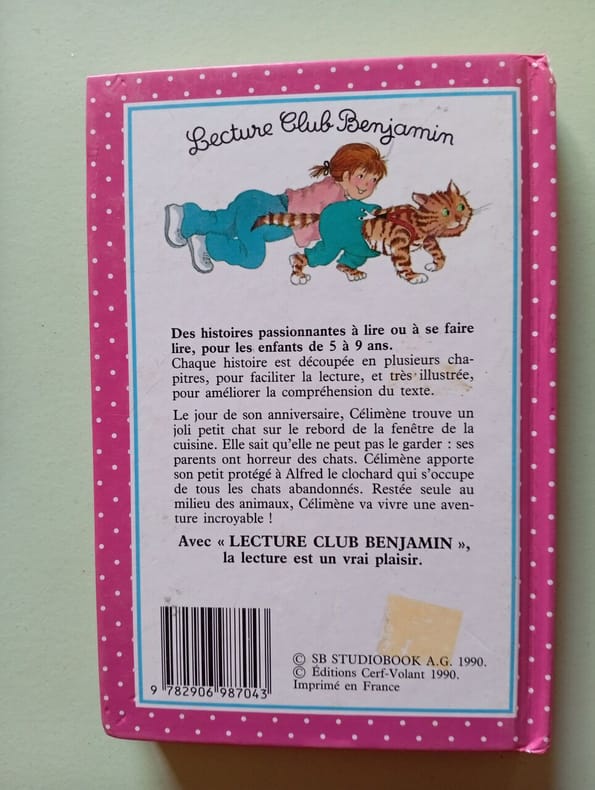 Lecture Club Benjamin
Des histoires passionnantes à lire ou à se faire
lire, pour les enfants de 5 à 9 ans.
Chaque histoire est découpée en plusieurs cha-
pitres, pour faciliter la lecture, et très illustrée,
pour améliorer la compréhension du texte.
Le jour de son anniversaire, Célimène trouve un
joli petit chat sur le rebord de la fenêtre de la
cuisine. Elle sait qu'elle ne peut pas le garder : ses
parents ont horreur des chats. Célimène apporte
son petit protégé à Alfred le clochard qui s'occupe
de tous les chats abandonnés. Restée seule au
milieu des animaux, Célimène va vivre une aven-
ture incroyable !
Avec « LECTURE CLUB BENJAMIN »,
la lecture est un vrai plaisir.
© SB STUDIOBOOK A.G. 1990.
© Éditions Cerf-Volant 1990.
Imprimé en France
9 782906 987043